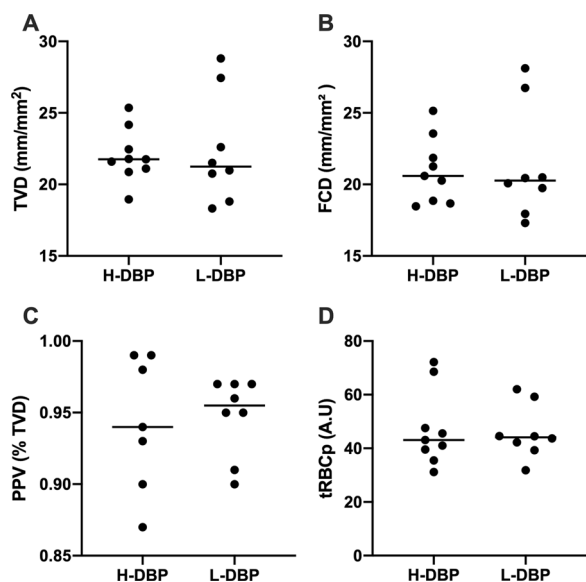 A
B
TVD (mm/mm²)
30
25
20
15
H-DBP
L-DBP
FCD (mm/mm²)
30
25
20
15
H-DBP
L-DBP
C
D
PPV (% TVD)
1.00
0.95
0.90
0.85
H-DBP
L-DBP
tRBCp (A.U)
80
60
40
20
0
H-DBP
L-DBP